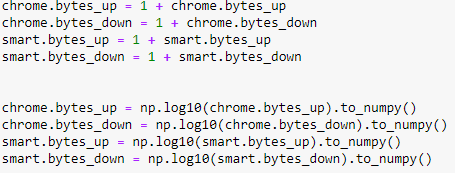 chrome.bytes_up = 1 + chrome.bytes_up
chrome.bytes_down = 1 + chrome.bytes_down
smart.bytes_up = 1 + smart.bytes_up
smart.bytes_down = 1 + smart.bytes_down
chrome.bytes_up = np.log10(chrome.bytes_up).to_numpy()
chrome.bytes_down = np.log10(chrome.bytes_down).to_numpy()
smart.bytes_up = np.log10(smart.bytes_up).to_numpy()
smart.bytes_down = np.log10(smart.bytes_down).to_numpy()